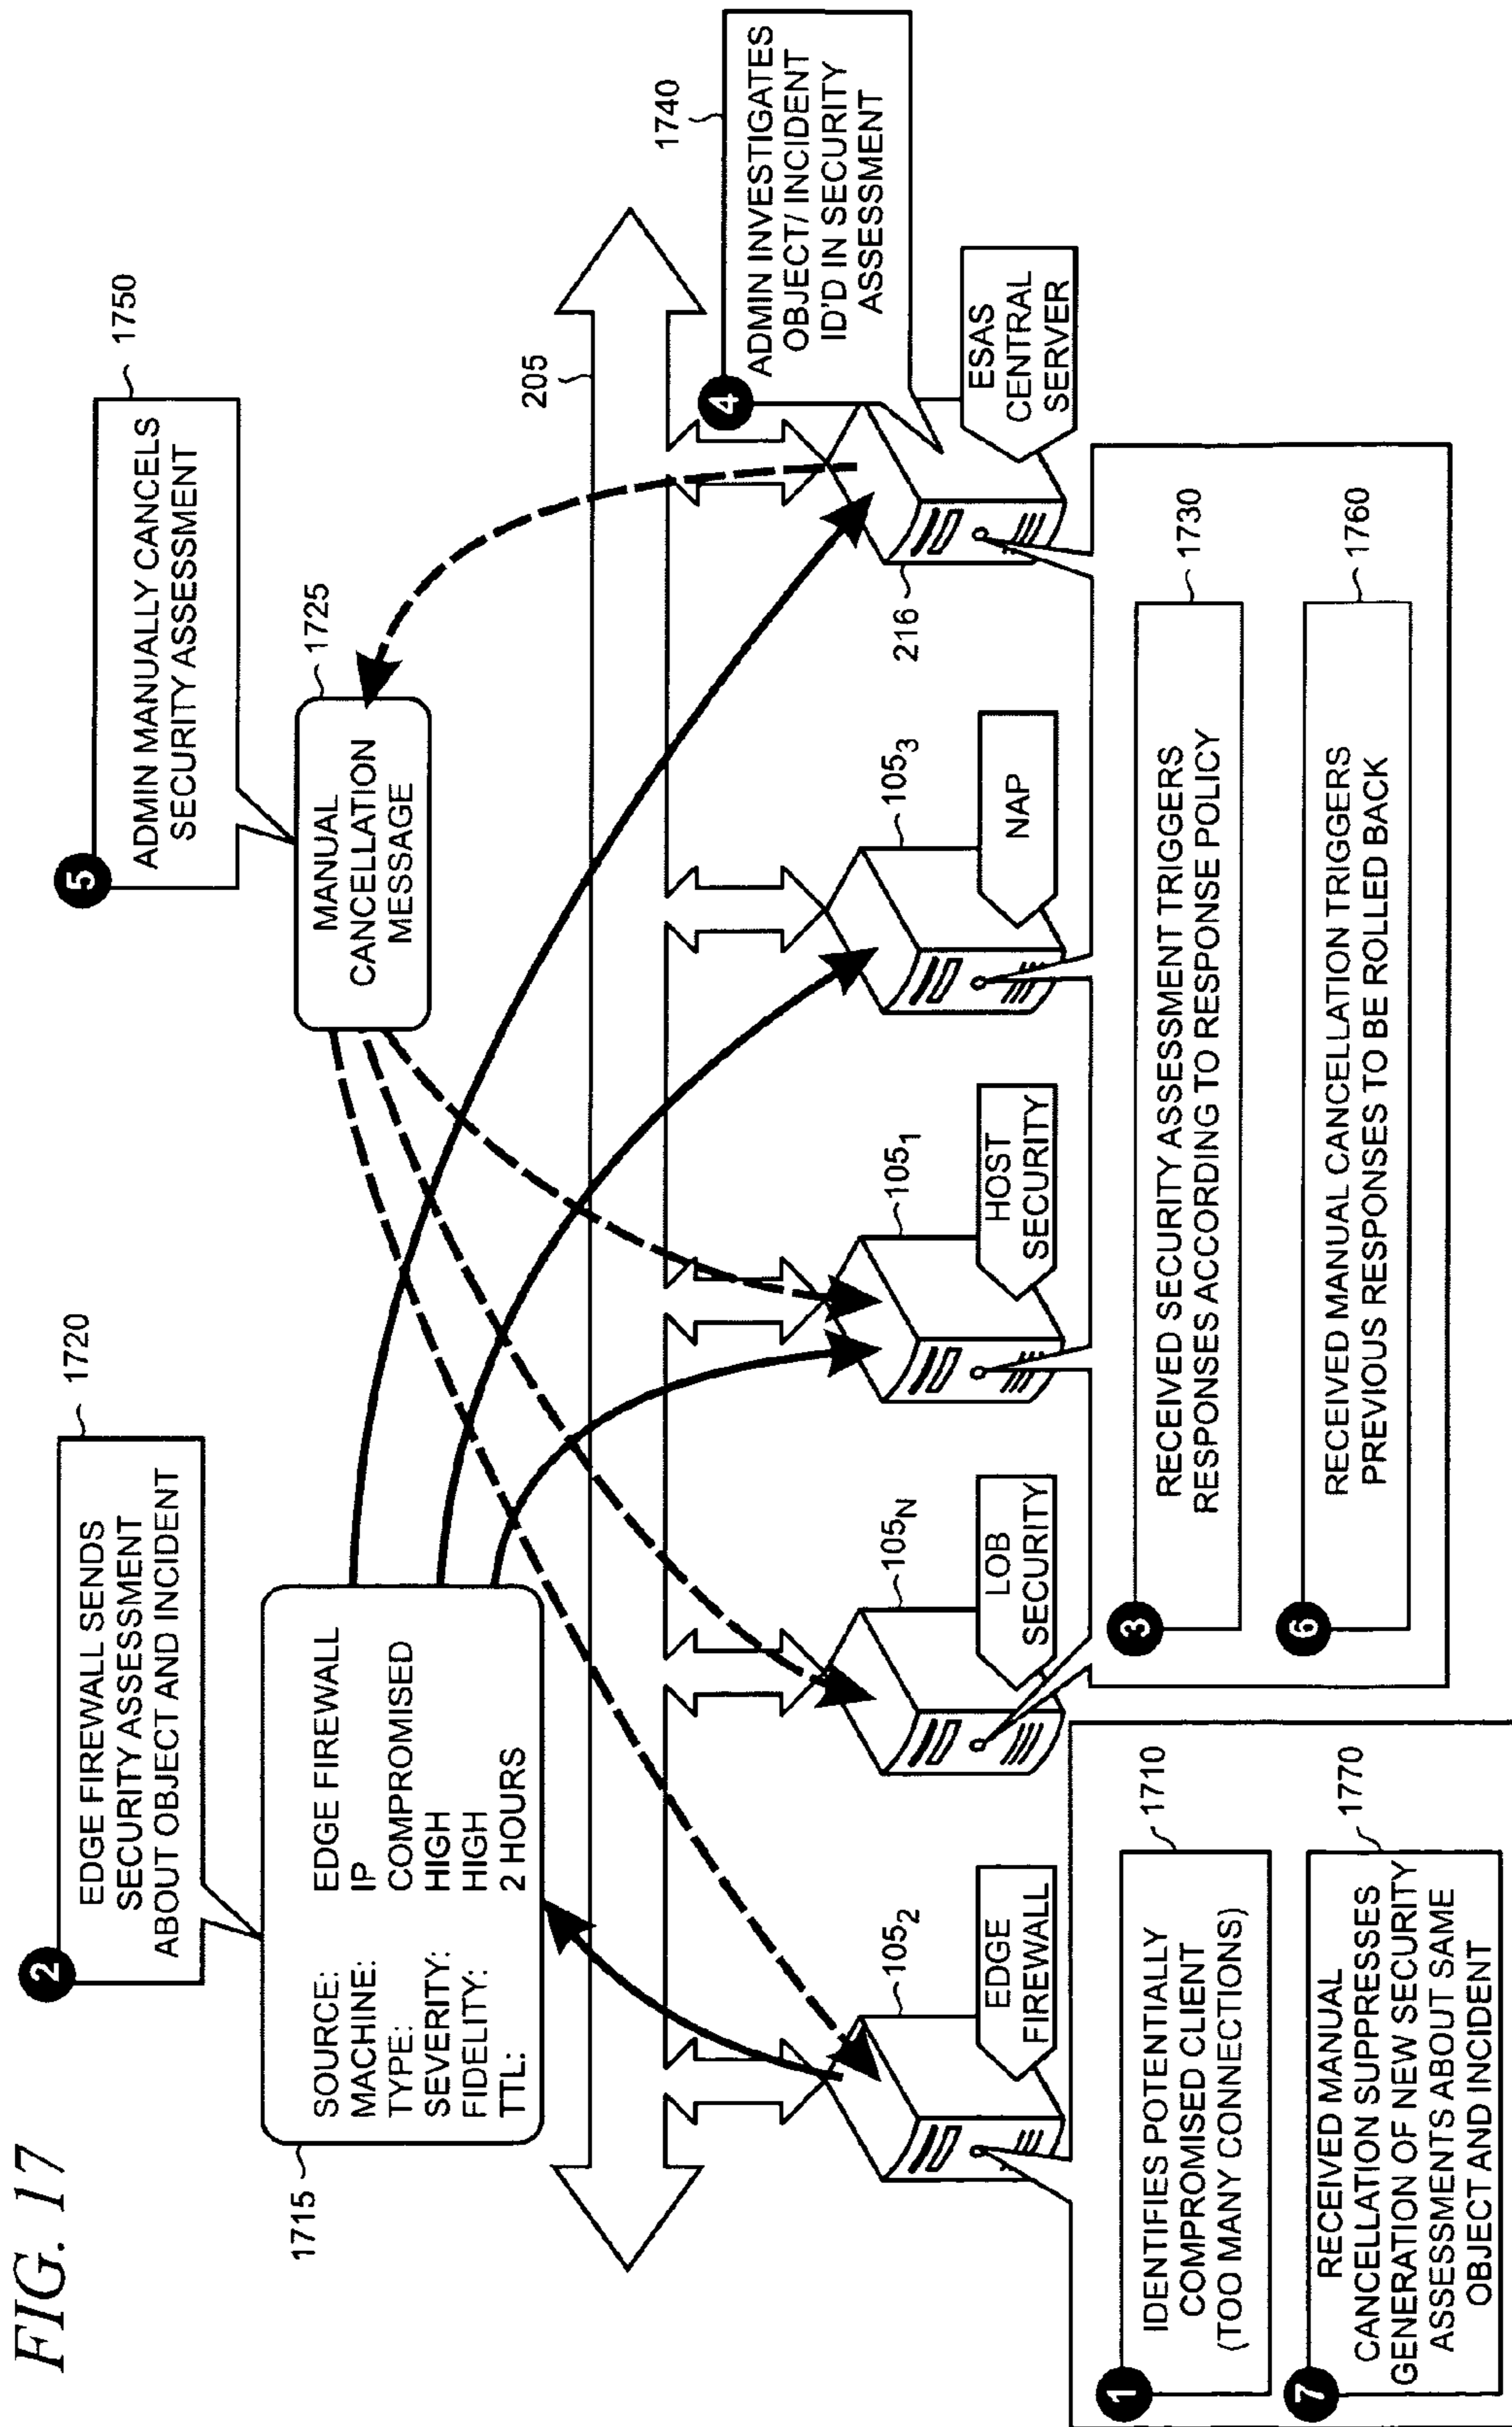 FIG. 17
2
EDGE FIREWALL SENDS
SECURITY ASSESSMENT
ABOUT OBJECT AND INCIDENT
1720
5
ADMIN MANUALLY CANCELS
SECURITY ASSESSMENT
1750
1715
SOURCE: EDGE FIREWALL
MACHINE: IP
TYPE: COMPROMISED
SEVERITY: HIGH
FIDELITY: HIGH
TTL: 2 HOURS
MANUAL
CANCELLATION
MESSAGE
1725
205
4
ADMIN INVESTIGATES
OBJECT/ INCIDENT
ID'D IN SECURITY
ASSESSMENT
1740
105₂
EDGE
FIREWALL
105N
LOB
SECURITY
105₁
HOST
SECURITY
105₃
NAP
216
ESAS
CENTRAL
SERVER
1
IDENTIFIES POTENTIALLY
COMPROMISED CLIENT
(TOO MANY CONNECTIONS)
1710
7
RECEIVED MANUAL
CANCELLATION SUPPRESSES
GENERATION OF NEW SECURITY
ASSESSMENTS ABOUT SAME
OBJECT AND INCIDENT
1770
3
RECEIVED SECURITY ASSESSMENT TRIGGERS
RESPONSES ACCORDING TO RESPONSE POLICY
1730
6
RECEIVED MANUAL CANCELLATION TRIGGERS
PREVIOUS RESPONSES TO BE ROLLED BACK
1760